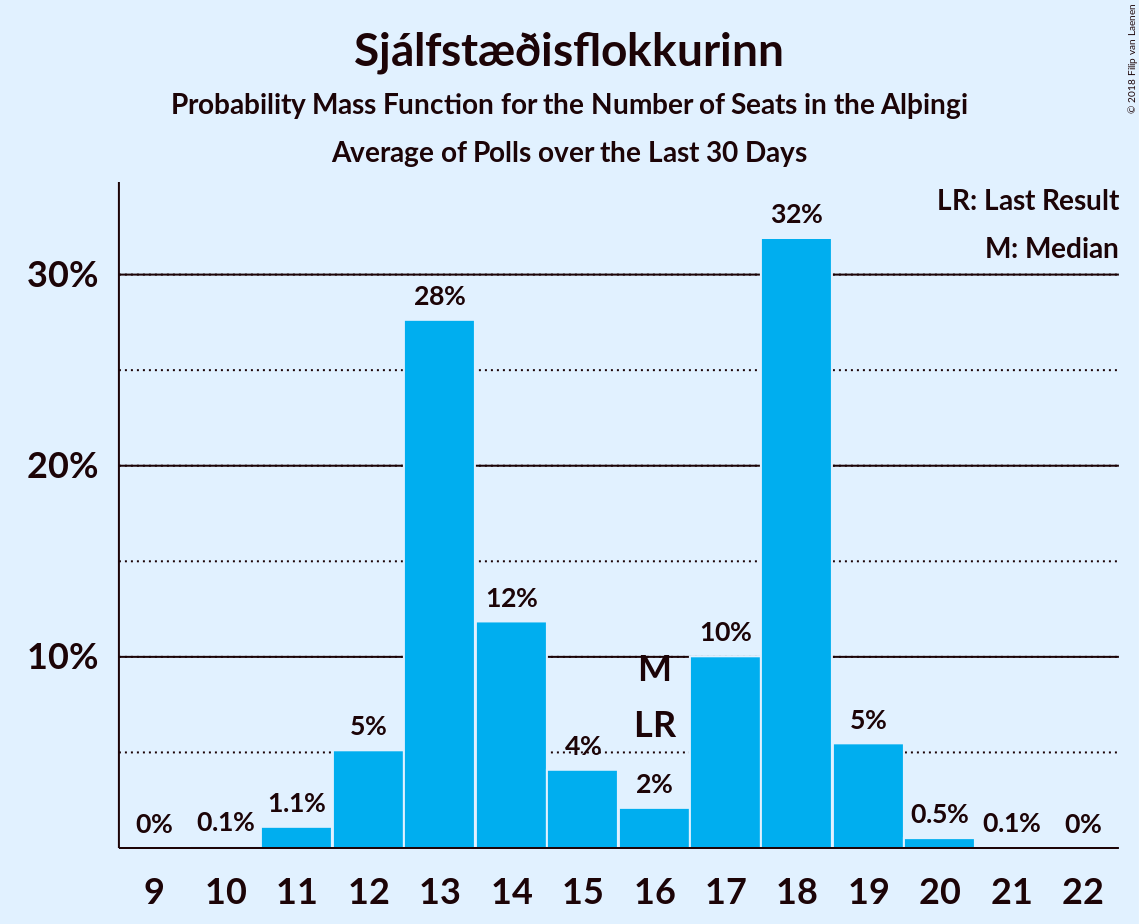 Sjálfstæðisflokkurinn
Probability Mass Function for the Number of Seats in the Alþingi
Average of Polls over the Last 30 Days
© 2018 Filip van Laenen
LR: Last Result
M: Median
30%
20%
10%
0%
0.1%
1.1%
5%
28%
12%
4%
2%
10%
32%
5%
0.5%
0.1%
0%
M
LR
9 10 11 12 13 14 15 16 17 18 19 20 21 22